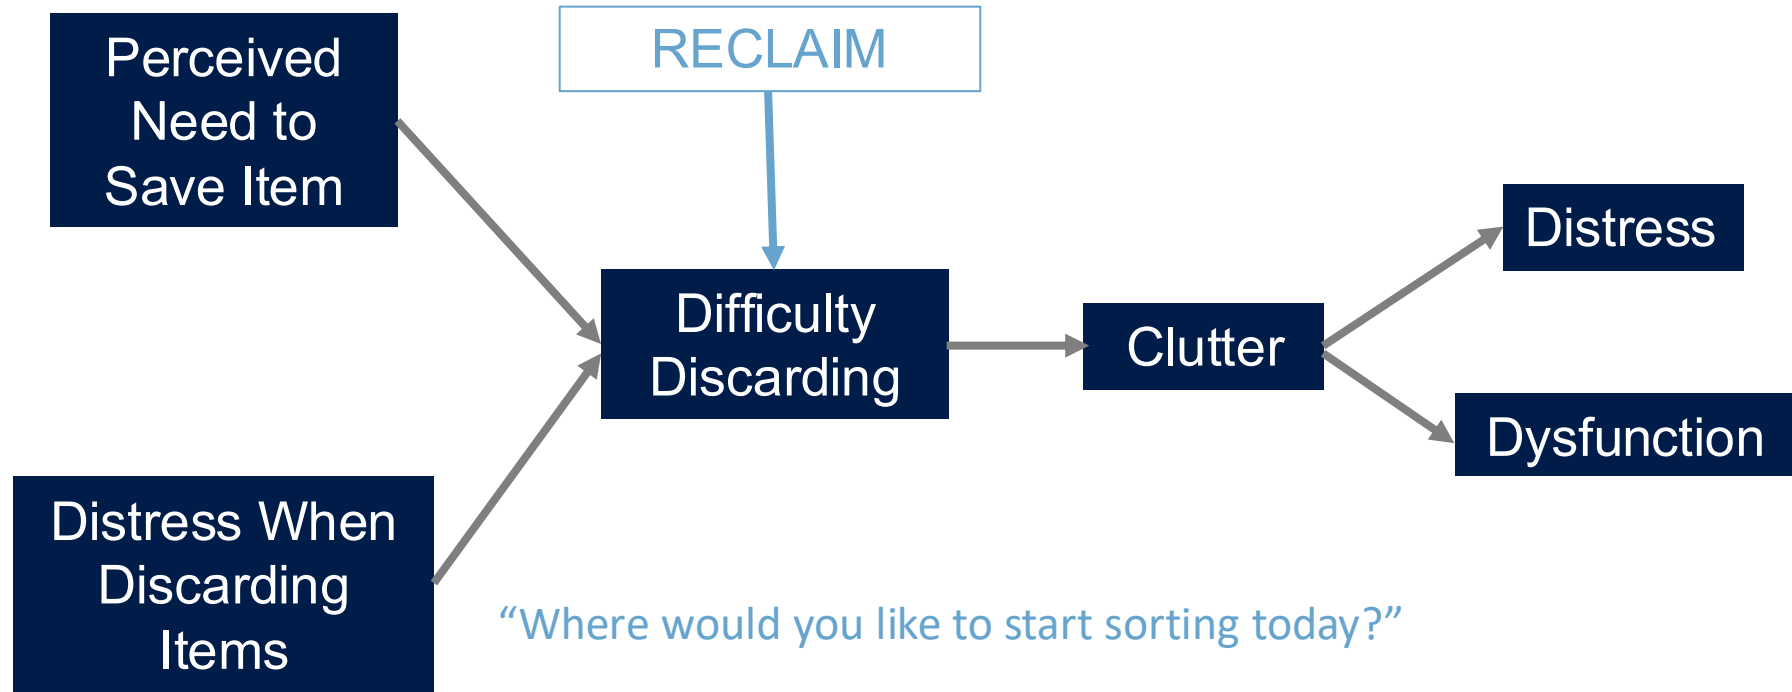 Perceived
Need to
Save Item
RECLAIM
Difficulty
Discarding
Clutter
Distress
Dysfunction
Distress When
Discarding
Items
“Where would you like to start sorting today?”